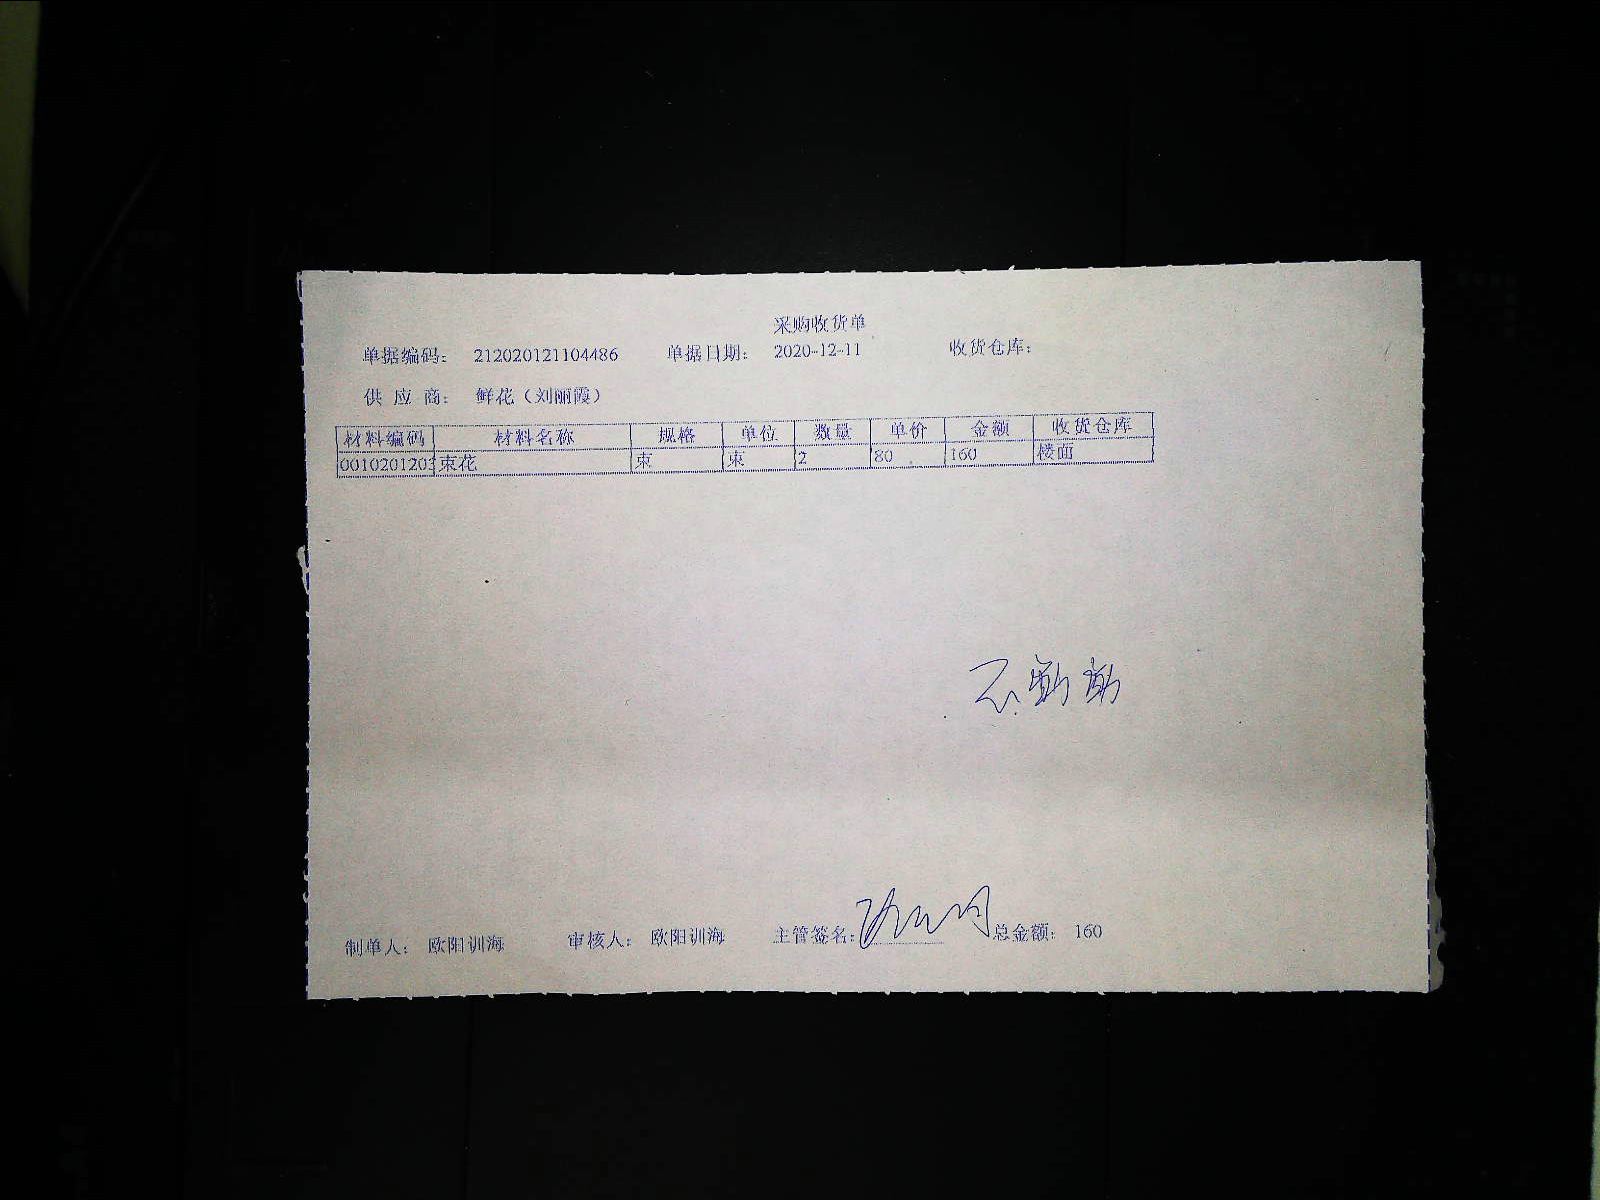 采购收货单
单据编码: 212020121104486 单据日期: 2020-12-11 收货仓库:
供 应 商: 鲜花（刘丽霞）
材料编码 材料名称 规格 单位 数量 单价 金额 收货仓库
0010201203 束花 束 束 2 80 160 楼面
制单人: 欧阳训海 审核人: 欧阳训海 主管签名: 总金额: 160